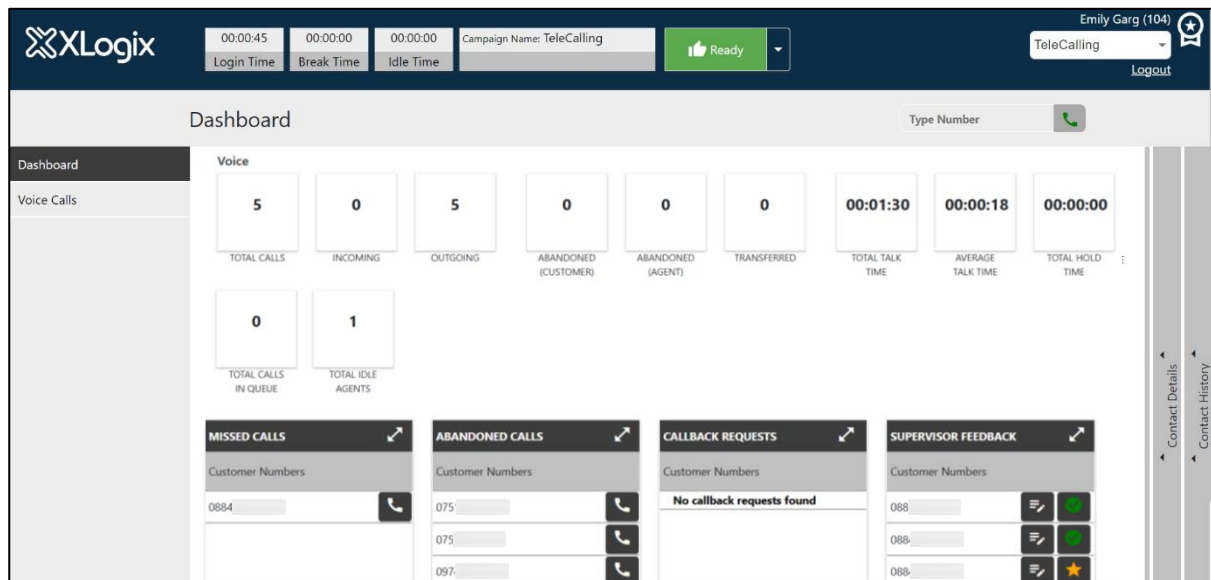 XLogix
00:00:45
Login Time
00:00:00
Break Time
00:00:00
Idle Time
Campaign Name: TeleCalling
Ready
Emily Garg (104)
TeleCalling
Logout
Dashboard
Type Number
Dashboard
Voice Calls
Voice
5
TOTAL CALLS
0
INCOMING
5
OUTGOING
0
ABANDONED
(CUSTOMER)
0
ABANDONED
(AGENT)
0
TRANSFERRED
00:01:30
TOTAL TALK
TIME
00:00:18
AVERAGE
TALK TIME
00:00:00
TOTAL HOLD
TIME
0
TOTAL CALLS
IN QUEUE
1
TOTAL IDLE
AGENTS
MISSED CALLS
Customer Numbers
0884
ABANDONED CALLS
Customer Numbers
075
075
097
CALLBACK REQUESTS
Customer Numbers
No callback requests found
SUPERVISOR FEEDBACK
Customer Numbers
088
088
088
Contact Details
Contact History